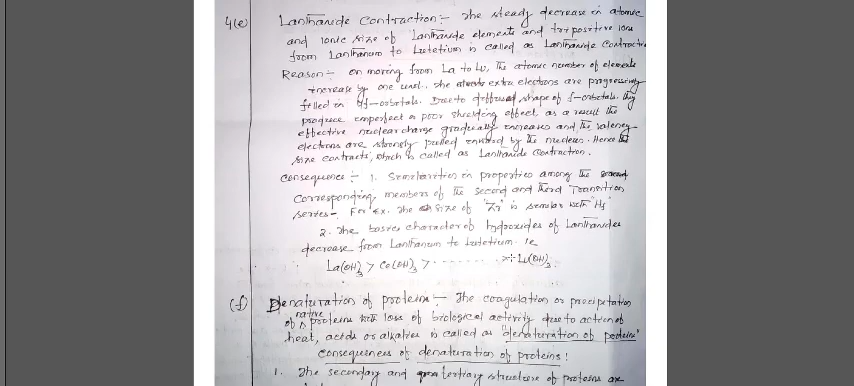 4(e) Lanthanide Contraction:- The steady decrease in atomic
and ionic size of Lanthanide elements and tripositive ions
from Lanthanum to Lutetium is called as Lanthanide Contraction
Reason:- on moving from La to Lu, the atomic number of elements
increase by one unit. The extra electrons are progressively
filled in 4f-orbitals. Due to diffused shape of f-orbitals. they
produce imperfect or poor shielding effect as a result the
effective nuclear charge gradually increases and the valency
electrons are strongly pulled inward by the nucleus. Hence
size contracts, which is called as Lanthanide Contraction.
Consequences:- 1. Similarities in properties among the
corresponding members of the second and third Transition
series- For ex. The size of "Zr" is similar with "Hf"
2. The basic character of hydroxides of Lanthanides
decrease from Lanthanum to Lutetium. ie
La(OH)3 > Ce(OH)3 > ........ Lu(OH)3.
(f) Denaturation of proteins:- The coagulation or precipitation
of native proteins with loss of biological activity due to action of
heat, acids or alkalies is called as "denaturation of proteins"
Consequences of denaturation of proteins:
1. The secondary and tertiary structure of proteins are